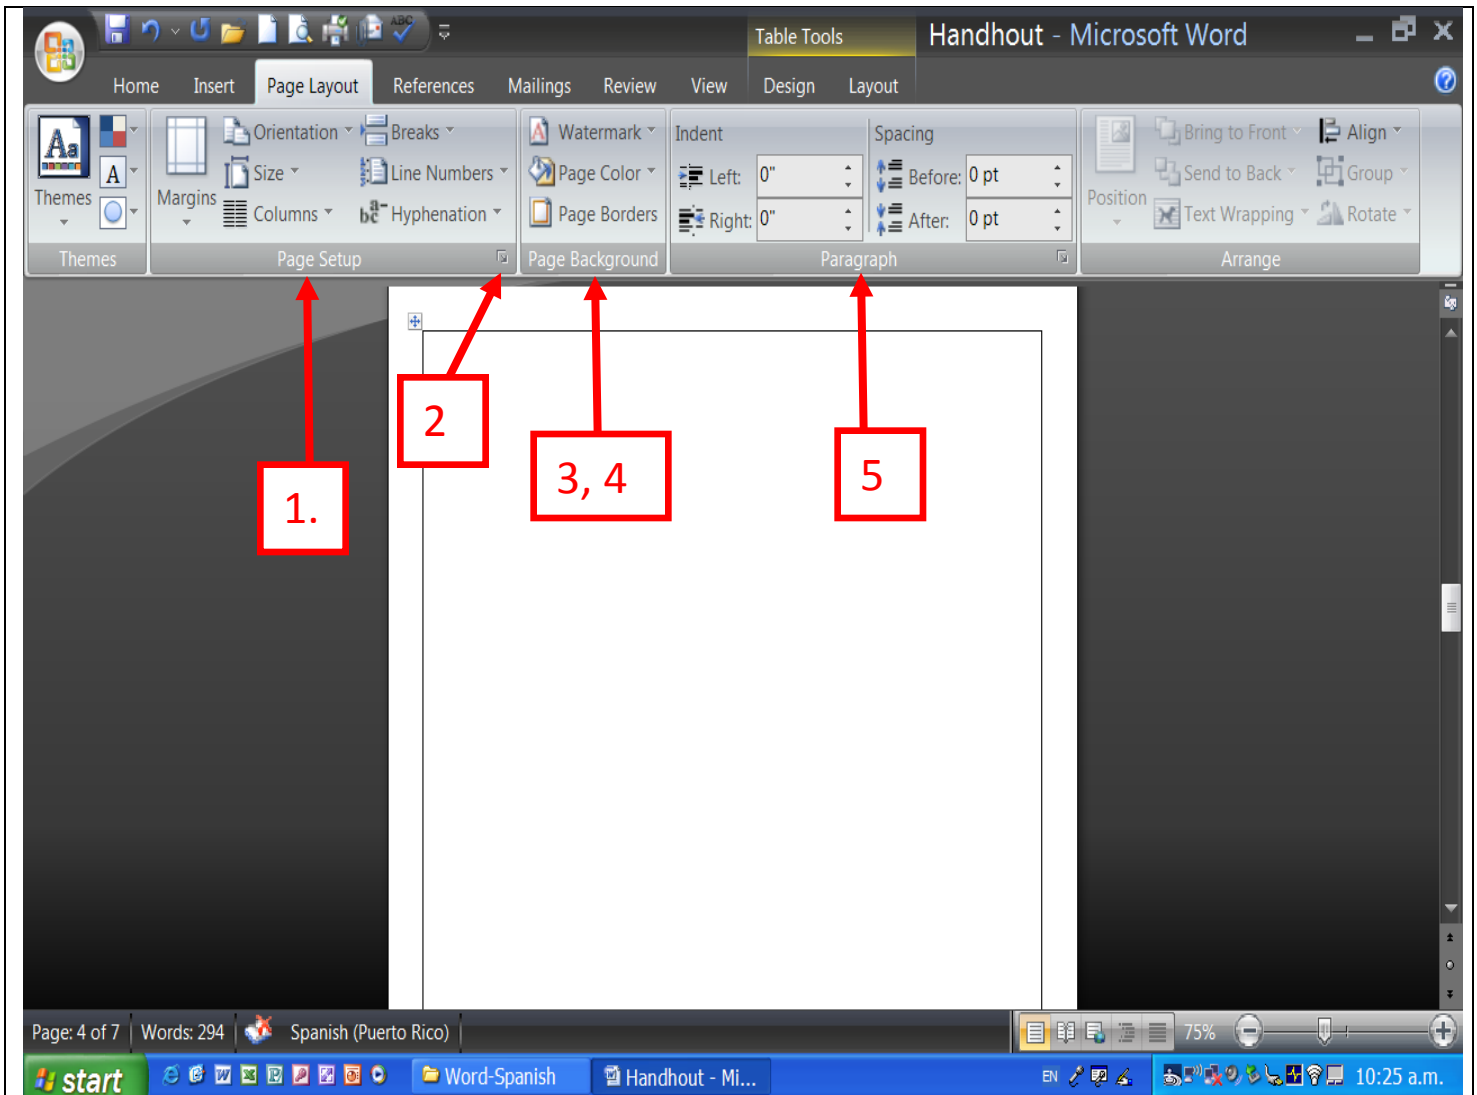 ABC
Table Tools
Handhout - Microsoft Word
Home Insert Page Layout References Mailings Review View Design Layout
Aa
Orientation Breaks Watermark Indent Spacing Bring to Front Align
A Size Line Numbers Page Color Left: 0" Before: 0 pt Send to Back Group
Themes Margins Columns Hyphenation Page Borders Right: 0" After: 0 pt Position Text Wrapping Rotate
Themes Page Setup Page Background Paragraph Arrange
2
3, 4
5
1.
Page: 4 of 7 Words: 294 Spanish (Puerto Rico) 75%
start Word-Spanish Handhout - Mi... EN 10:25 a.m.